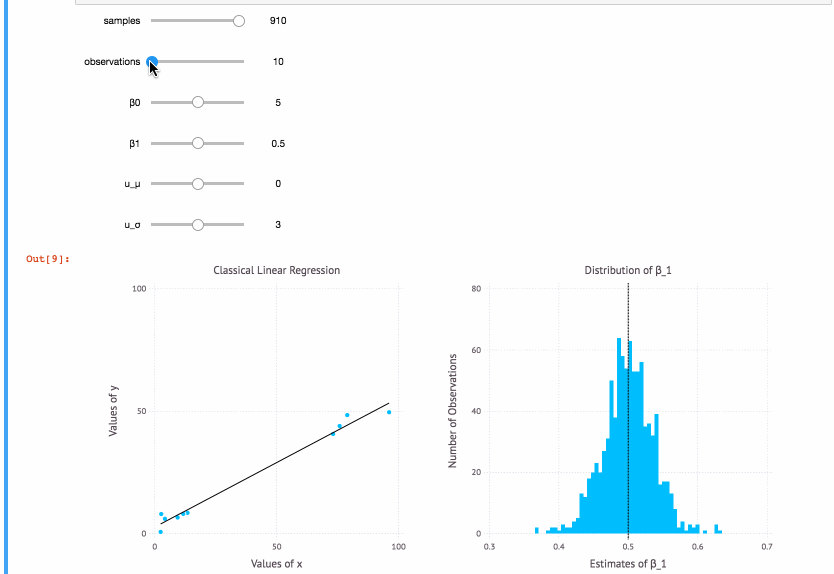 samples 910
observations 10
β0 5
β1 0.5
u_μ 0
u_σ 3
Out[9]:
Classical Linear Regression
100
50
0
Values of y
0 50 100
Values of x
Distribution of β_1
80
60
40
20
0
Number of Observations
0.3 0.4 0.5 0.6 0.7
Estimates of β_1